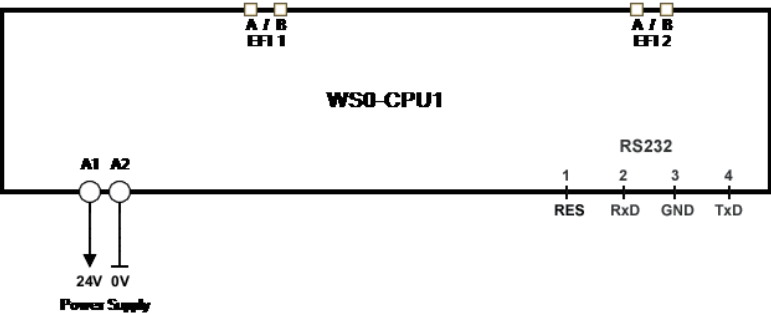 A / B A / B
EFI 1 EFI 2
WS0-CPU1
RS232
A1 A2
1 2 3 4
RES RxD GND TxD
24V 0V
Power Supply